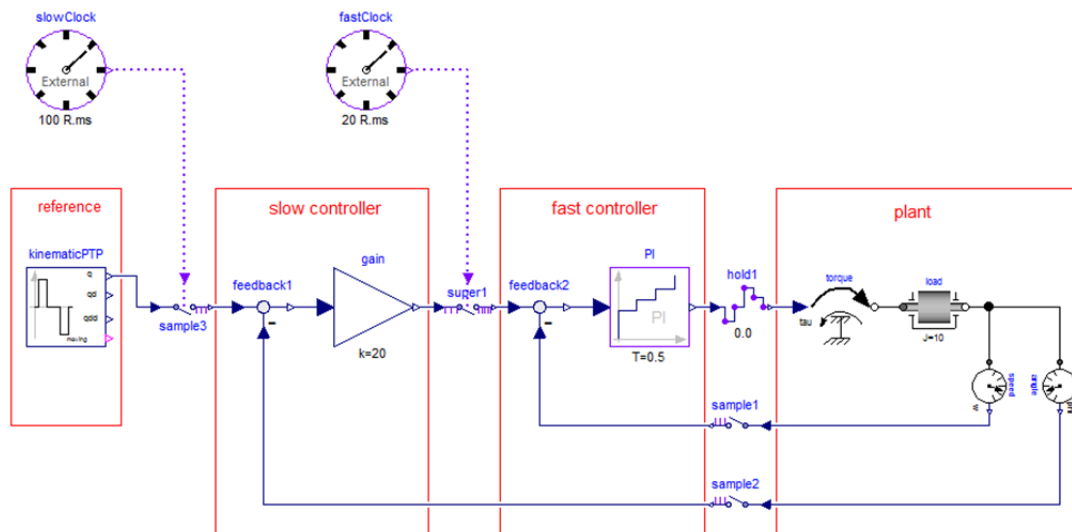 slowClock
fastClock
External
External
100 R.ms
20 R.ms
reference
slow controller
fast controller
plant
kinematicPTP
q
qd
qdd
moving
sample3
feedback1
gain
k=20
super1
feedback2
PI
PI
T=0.5
hold1
0.0
torque
tau
load
J=10
speed
w
angle
phi
sample1
sample2